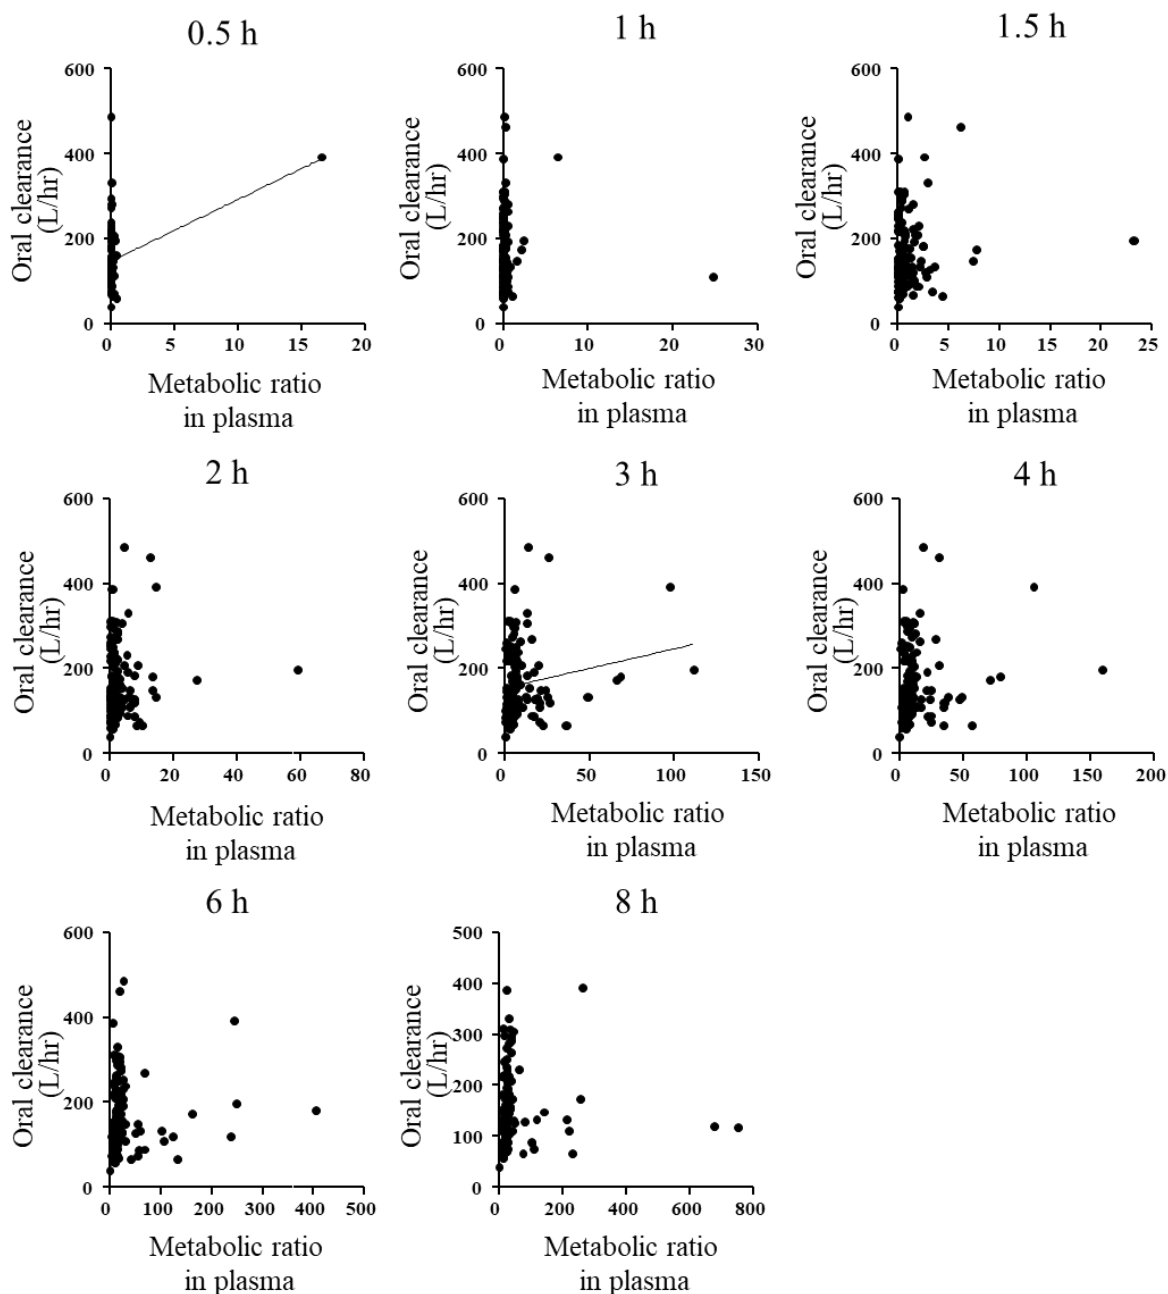 0.5 h
600
400
200
0
0 5 10 15 20
Oral clearance
(L/hr)
Metabolic ratio
in plasma
1 h
600
400
200
0
0 10 20 30
Oral clearance
(L/hr)
Metabolic ratio
in plasma
1.5 h
600
400
200
0
0 5 10 15 20 25
Oral clearance
(L/hr)
Metabolic ratio
in plasma
2 h
600
400
200
0
0 20 40 60 80
Oral clearance
(L/hr)
Metabolic ratio
in plasma
3 h
600
400
200
0
0 50 100 150
Oral clearance
(L/hr)
Metabolic ratio
in plasma
4 h
600
400
200
0
0 50 100 150 200
Oral clearance
(L/hr)
Metabolic ratio
in plasma
6 h
600
400
200
0
0 100 200 300 400 500
Oral clearance
(L/hr)
Metabolic ratio
in plasma
8 h
500
400
300
200
100
0
0 200 400 600 800
Oral clearance
(L/hr)
Metabolic ratio
in plasma